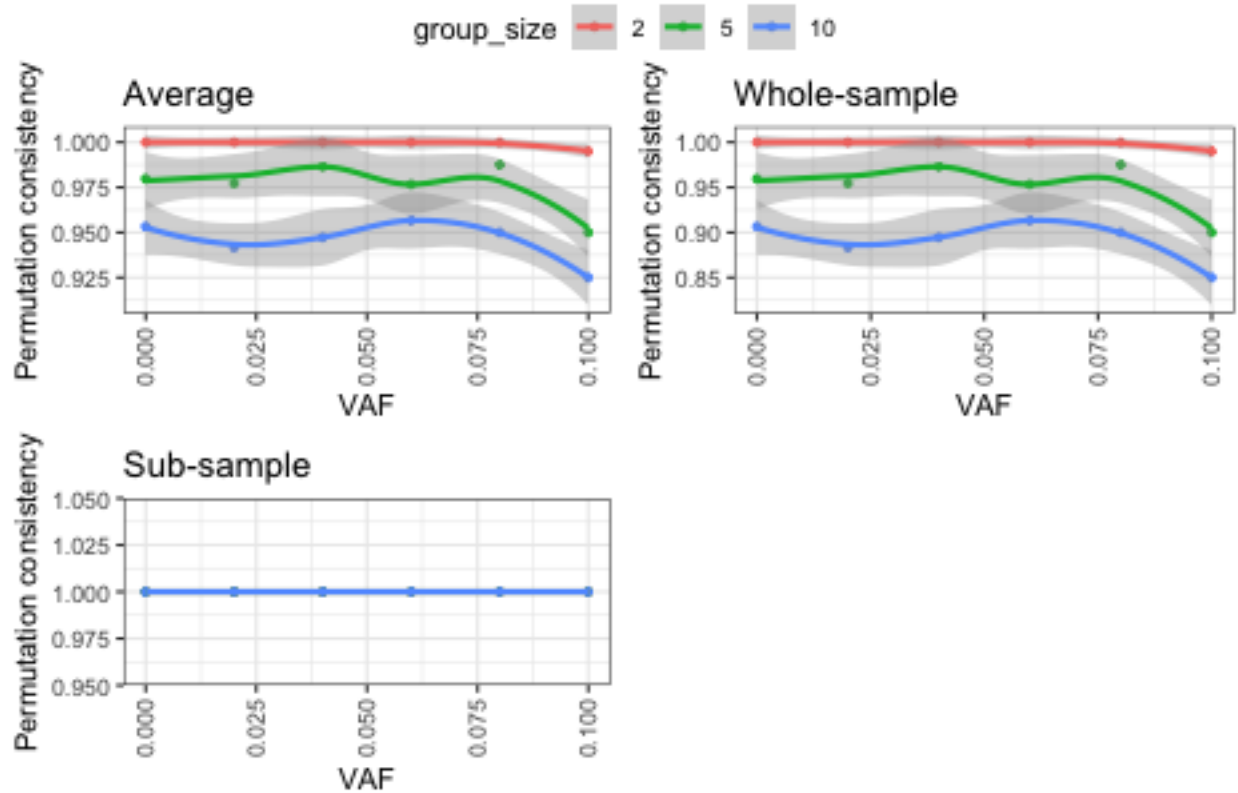 group_size 2 5 10
Average
Permutation consistency
1.000
0.975
0.950
0.925
0.000
0.025
0.050
0.075
0.100
VAF
Whole-sample
Permutation consistency
1.00
0.95
0.90
0.85
0.000
0.025
0.050
0.075
0.100
VAF
Sub-sample
Permutation consistency
1.050
1.025
1.000
0.975
0.950
0.000
0.025
0.050
0.075
0.100
VAF